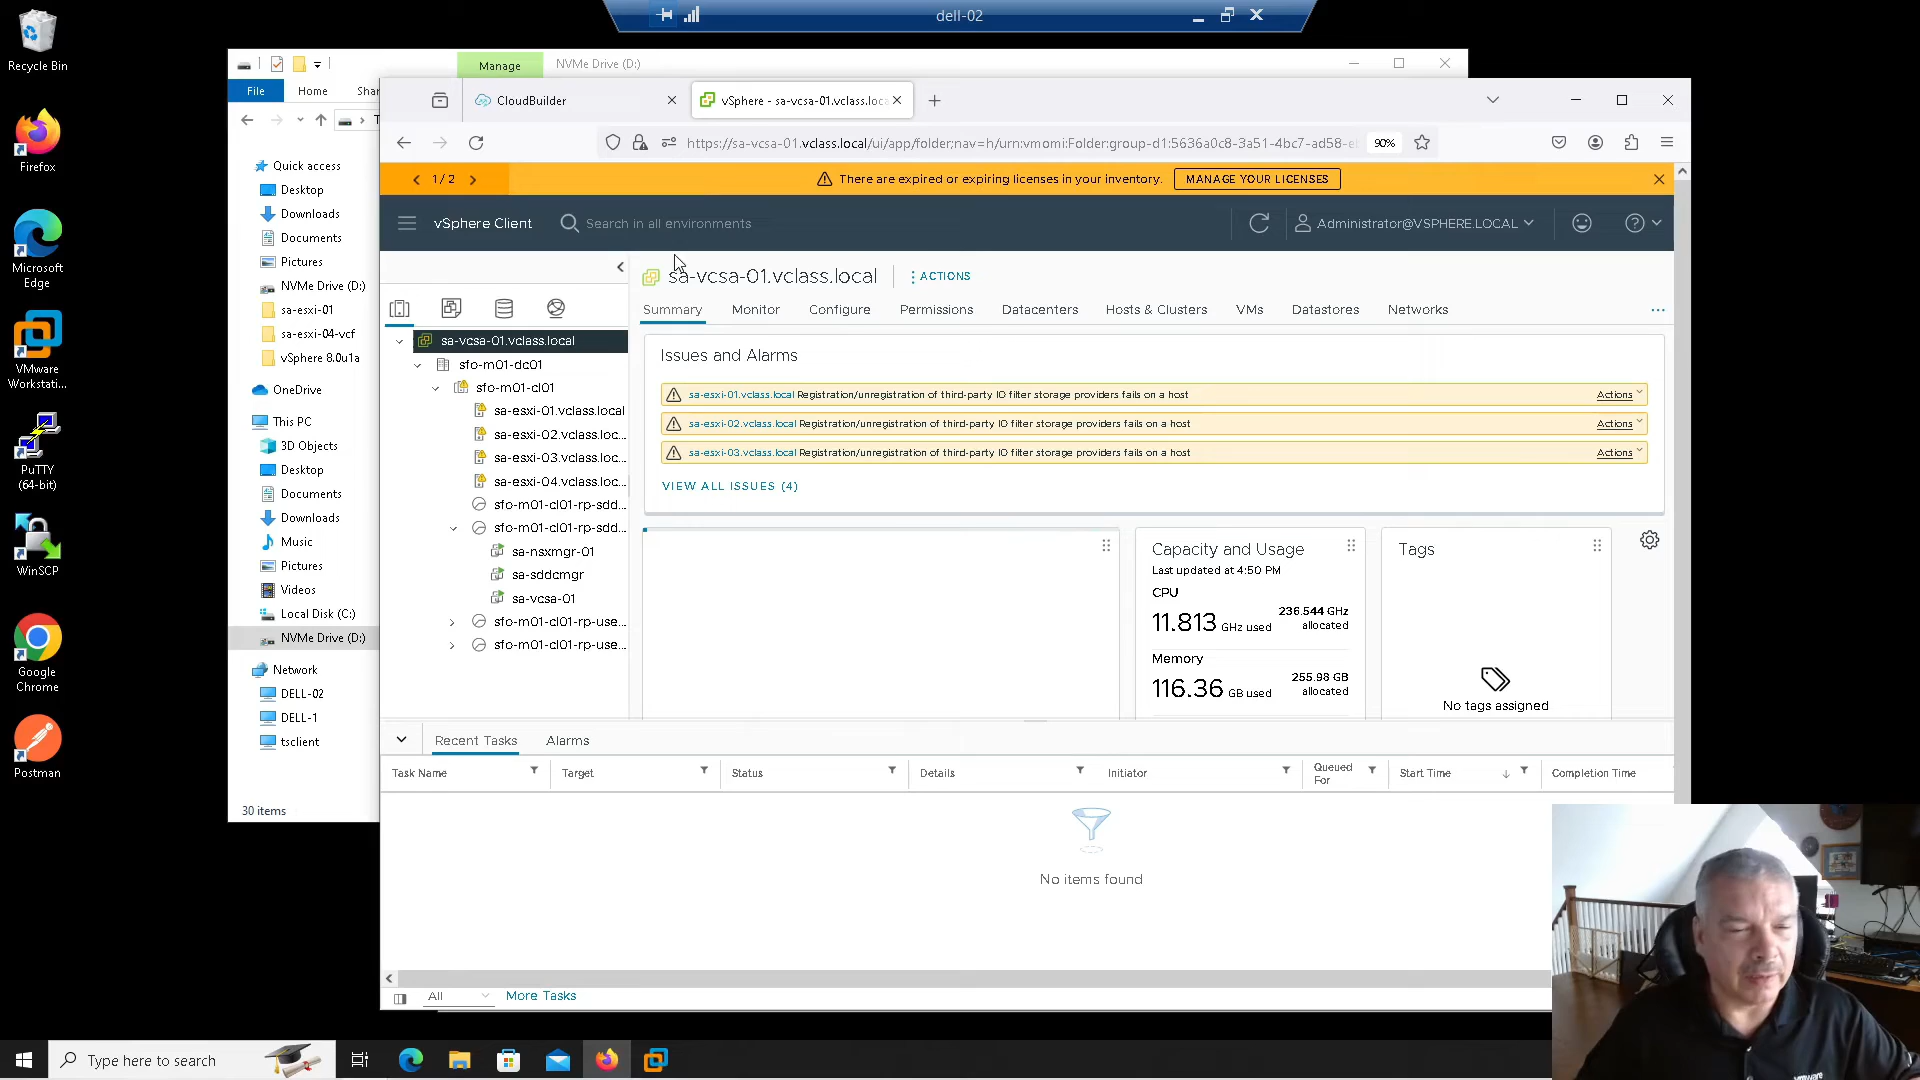 dell-02
Recycle Bin
Firefox
Microsoft
Edge
VMware
Workstati...
PuTTY
(64-bit)
WinSCP
Google
Chrome
Postman
Manage
NVMe Drive (D:)
File
Home
Shar
Quick access
Desktop
Downloads
Documents
Pictures
NVMe Drive (D:)
sa-esxi-01
sa-esxi-04-vcf
vSphere 8.0u1a
OneDrive
This PC
3D Objects
Desktop
Documents
Downloads
Music
Pictures
Videos
Local Disk (C:)
NVMe Drive (D:)
Network
DELL-02
DELL-1
tsclient
30 items
CloudBuilder
vSphere - sa-vcsa-01.vclass.loca
https://sa-vcsa-01.vclass.local/ui/app/folder;nav=h/urn:vmomi:Folder:group-d1:5636a0c8-3a51-4bc7-ad58-e
90%
1 / 2
There are expired or expiring licenses in your inventory.
MANAGE YOUR LICENSES
vSphere Client
Search in all environments
Administrator@VSPHERE.LOCAL
sa-vcsa-01.vclass.local
ACTIONS
Summary
Monitor
Configure
Permissions
Datacenters
Hosts & Clusters
VMs
Datastores
Networks
sa-vcsa-01.vclass.local
sfo-m01-dc01
sfo-m01-cl01
sa-esxi-01.vclass.local
sa-esxi-02.vclass.loc...
sa-esxi-03.vclass.loc...
sa-esxi-04.vclass.loc...
sfo-m01-cl01-rp-sdd...
sfo-m01-cl01-rp-sdd...
sa-nsxmgr-01
sa-sddcmgr
sa-vcsa-01
sfo-m01-cl01-rp-use...
sfo-m01-cl01-rp-use...
Issues and Alarms
sa-esxi-01.vclass.local Registration/unregistration of third-party IO filter storage providers fails on a host
Actions
sa-esxi-02.vclass.local Registration/unregistration of third-party IO filter storage providers fails on a host
Actions
sa-esxi-03.vclass.local Registration/unregistration of third-party IO filter storage providers fails on a host
Actions
VIEW ALL ISSUES (4)
Capacity and Usage
Last updated at 4:50 PM
CPU
11.813 GHz used
236.544 GHz
allocated
Memory
116.36 GB used
255.98 GB
allocated
Tags
No tags assigned
Recent Tasks
Alarms
Task Name
Target
Status
Details
Initiator
Queued
For
Start Time
Completion Time
No items found
All
More Tasks
Type here to search
vmware